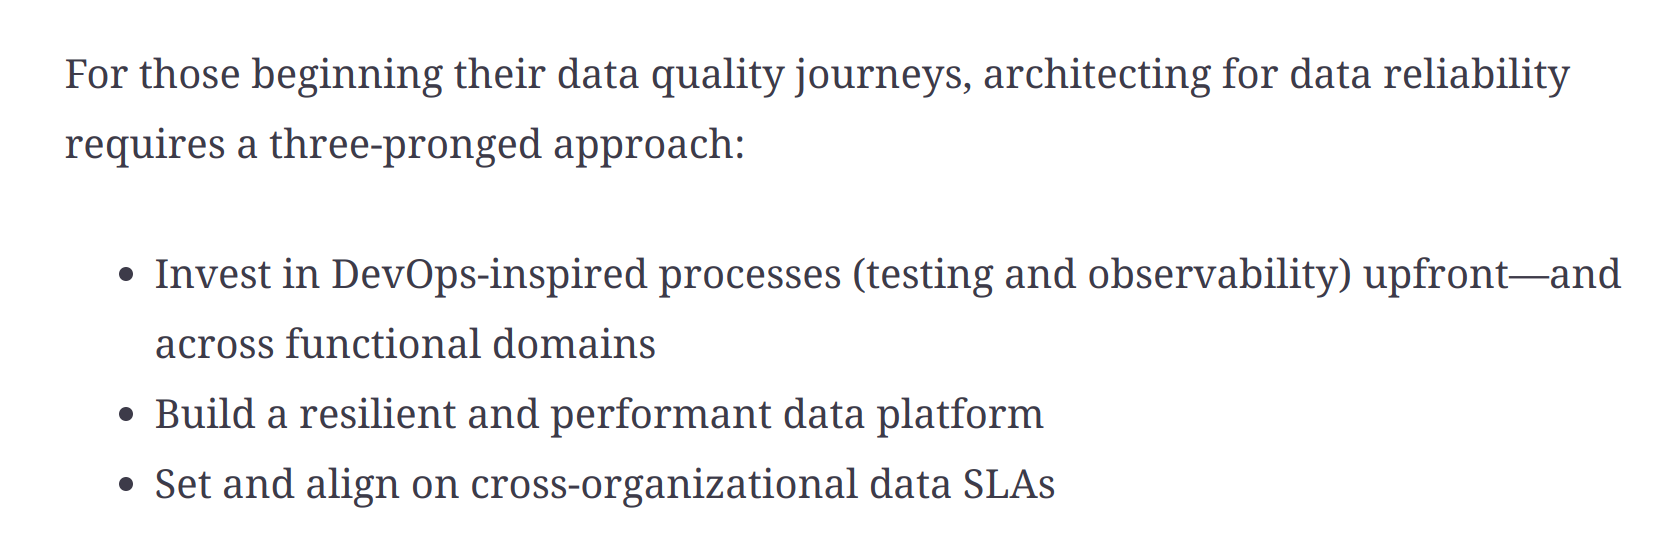 For those beginning their data quality journeys, architecting for data reliability
requires a three-pronged approach:
• Invest in DevOps-inspired processes (testing and observability) upfront—and
across functional domains
• Build a resilient and performant data platform
• Set and align on cross-organizational data SLAs